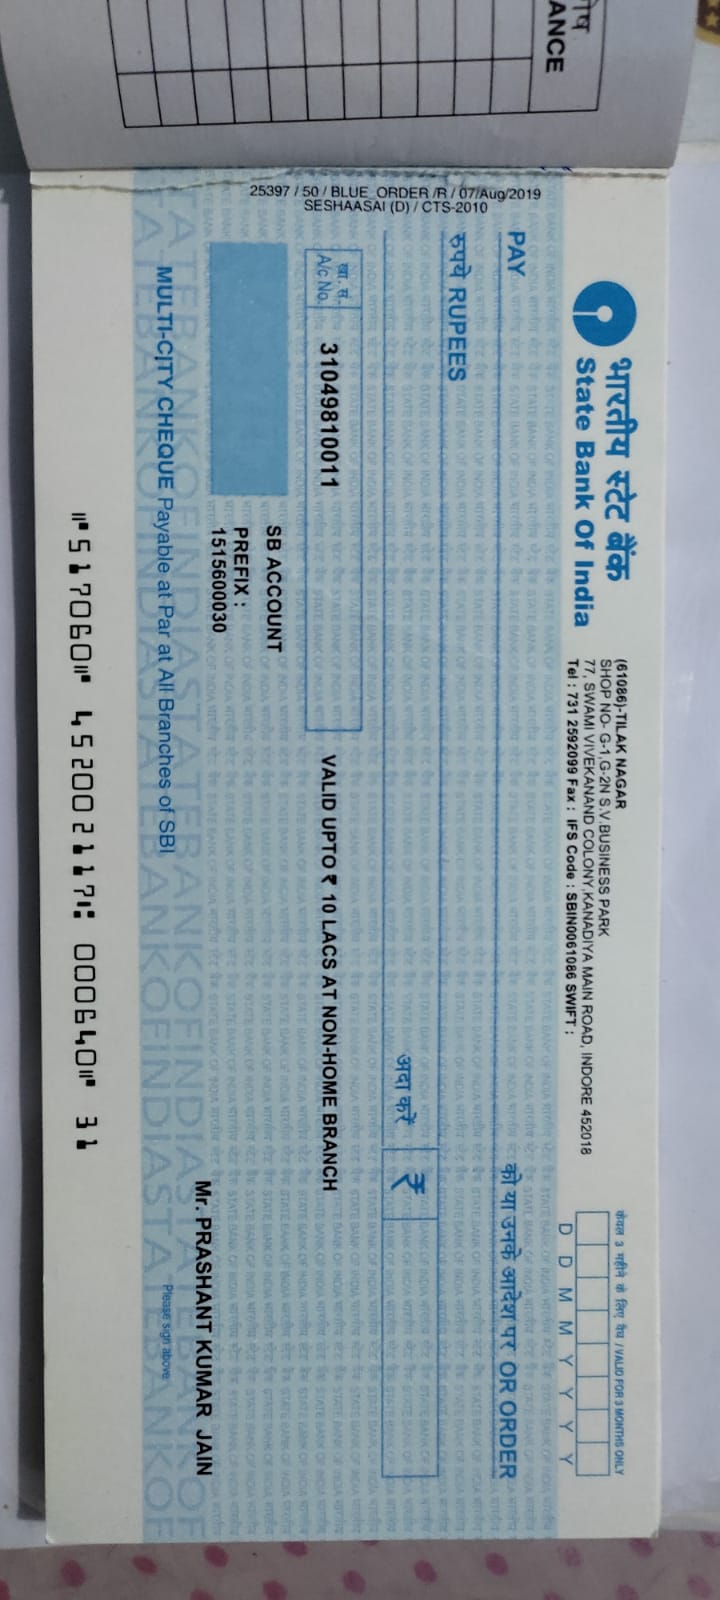 शेष
ANCE
25397 / 50 / BLUE_ORDER /R / 07/Aug/2019
SESHAASAI (D) / CTS-2010
भारतीय स्टेट बैंक
State Bank Of India
(61086)-TILAK NAGAR
SHOP NO- G-1,G-2N S.V.BUSINESS PARK
77, SWAMI VIVEKANAND COLONY,KANADIYA MAIN ROAD, INDORE 452018
Tel : 731 2592099 Fax : IFS Code : SBIN0061086 SWIFT :
केवल 3 महीने के लिए वैध / VALID FOR 3 MONTHS ONLY
D D M M Y Y Y Y
PAY
को या उनके आदेश पर OR ORDER
रुपये RUPEES
अदा करें ₹
खा. सं.
A/c No.
31049810011
VALID UPTO ₹ 10 LACS AT NON-HOME BRANCH
SB ACCOUNT
PREFIX :
1515600030
Mr. PRASHANT KUMAR JAIN
MULTI-CITY CHEQUE Payable at Par at All Branches of SBI
Please sign above
⑈517060⑈ 452002117⑆ 000640⑈ 31